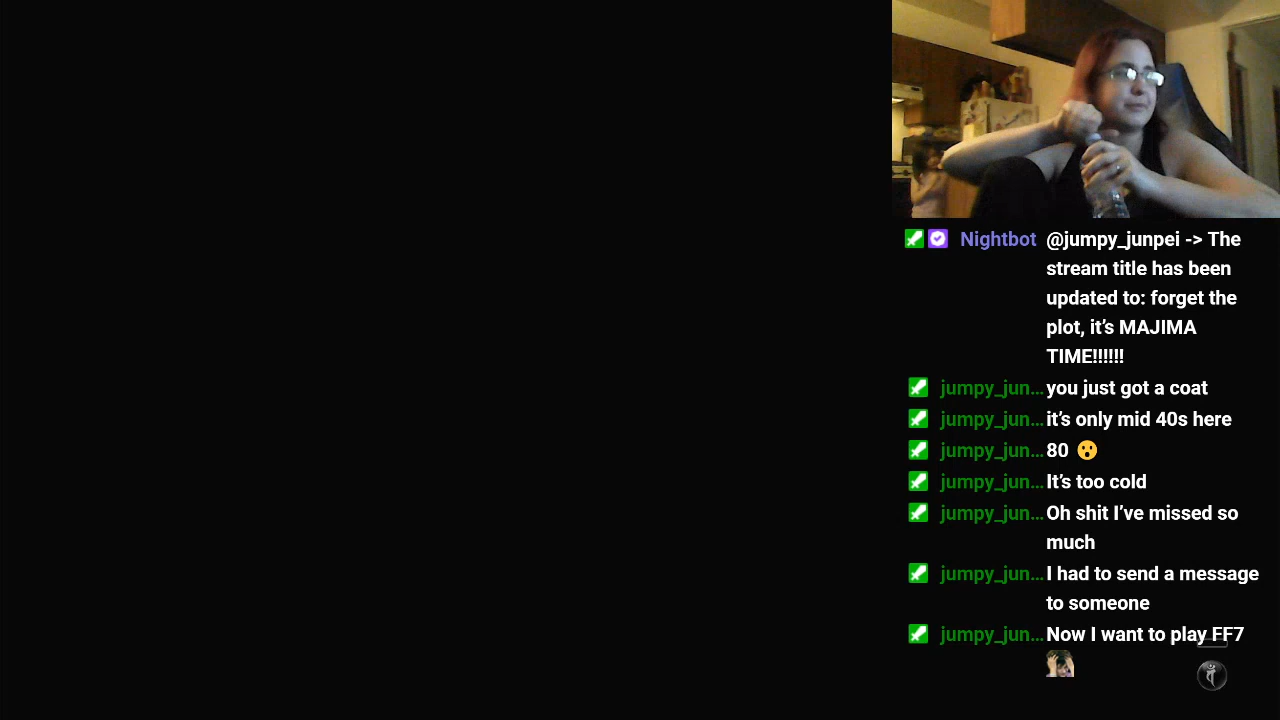 Nightbot @jumpy_junpei -> The
stream title has been
updated to: forget the
plot, it’s MAJIMA
TIME!!!!!!
jumpy_jun… you just got a coat
jumpy_jun… it’s only mid 40s here
jumpy_jun… 80 😮
jumpy_jun… It’s too cold
jumpy_jun… Oh shit I’ve missed so
much
jumpy_jun… I had to send a message
to someone
jumpy_jun… Now I want to play FF7